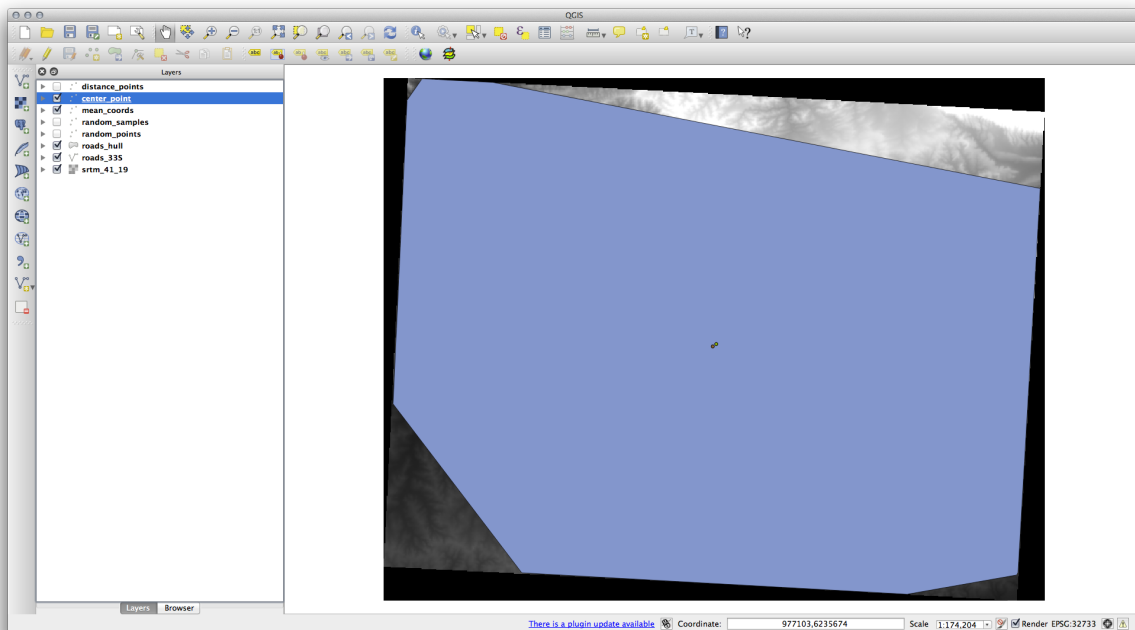 QGIS
Layers
distance_points
center_point
mean_coords
random_samples
random_points
roads_hull
roads_33S
srtm_41_19
Layers Browser
There is a plugin update available Coordinate: 977103,6235674 Scale 1:174,204 Render EPSG:32733